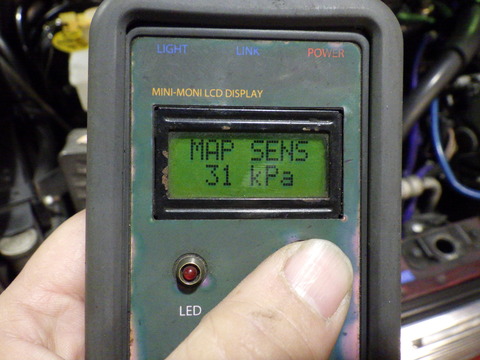 LIGHT LINK POWER
MINI-MONI LCD DISPLAY
MAP SENS
31 kPa
LED